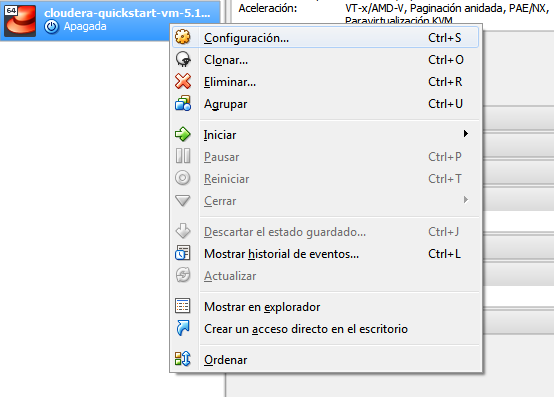 cloudera-quickstart-vm-5.1...
64
Apagada
Aceleración: VT-x/AMD-V, Paginación anidada, PAE/NX,
Paravirtualización KVM
Configuración... Ctrl+S
Clonar... Ctrl+O
Eliminar... Ctrl+R
Agrupar Ctrl+U
Iniciar
Pausar Ctrl+P
Reiniciar Ctrl+T
Cerrar
Descartar el estado guardado... Ctrl+J
Mostrar historial de eventos... Ctrl+L
Actualizar
Mostrar en explorador
Crear un acceso directo en el escritorio
Ordenar